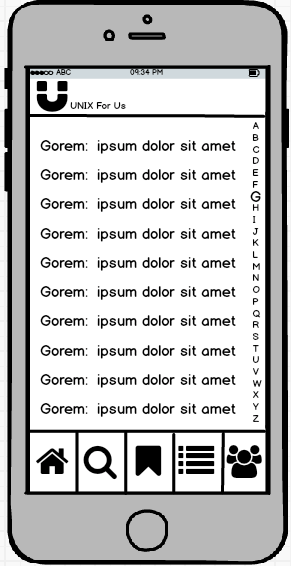 ABC 09:34 PM
UNIX For Us
Gorem: ipsum dolor sit amet
Gorem: ipsum dolor sit amet
Gorem: ipsum dolor sit amet
Gorem: ipsum dolor sit amet
Gorem: ipsum dolor sit amet
Gorem: ipsum dolor sit amet
Gorem: ipsum dolor sit amet
Gorem: ipsum dolor sit amet
Gorem: ipsum dolor sit amet
Gorem: ipsum dolor sit amet
A
B
C
D
E
F
G
H
I
J
K
L
M
N
O
P
Q
R
S
T
U
V
W
X
Y
Z